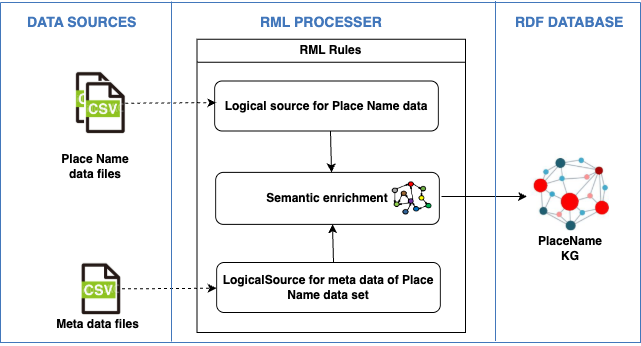 DATA SOURCES
RML PROCESSER
RDF DATABASE
RML Rules
CSV
CSV
Logical source for Place Name data
Place Name
data files
Semantic enrichment
PlaceName
KG
CSV
LogicalSource for meta data of Place
Name data set
Meta data files